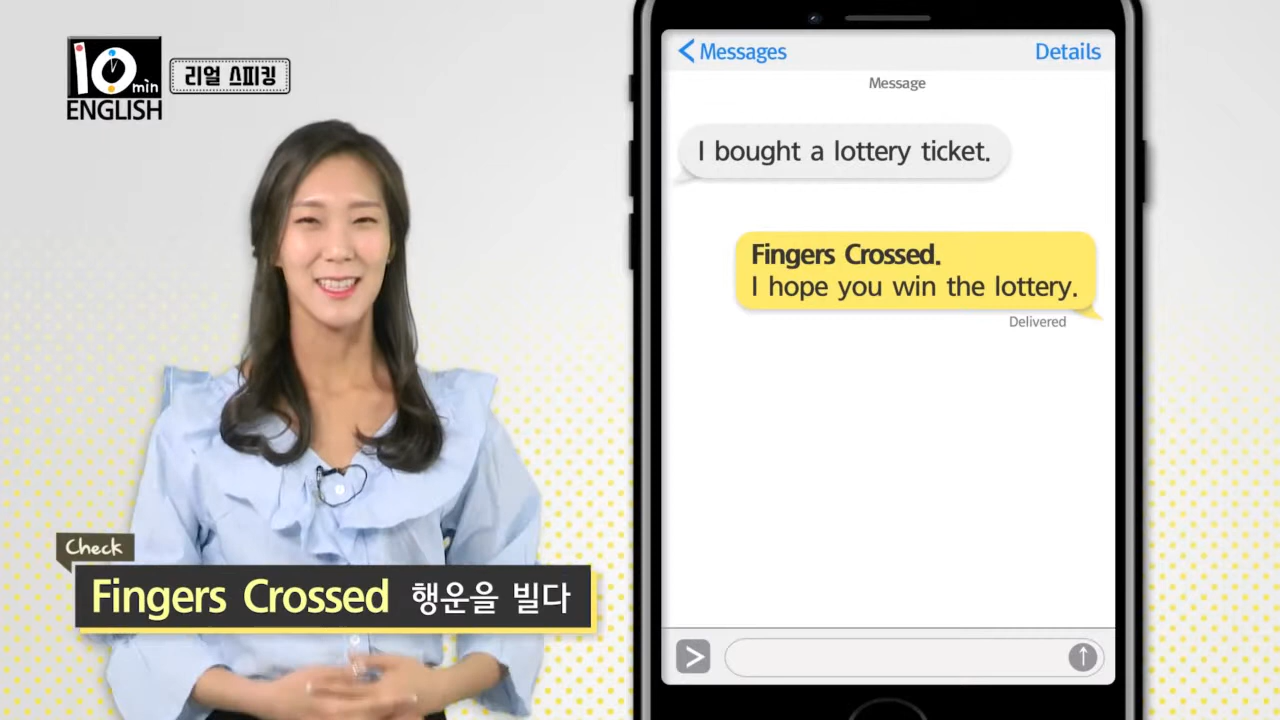 10 min
ENGLISH
리얼 스피킹
Messages
Details
Message
I bought a lottery ticket.
Fingers Crossed.
I hope you win the lottery.
Delivered
Check
Fingers Crossed 행운을 빌다